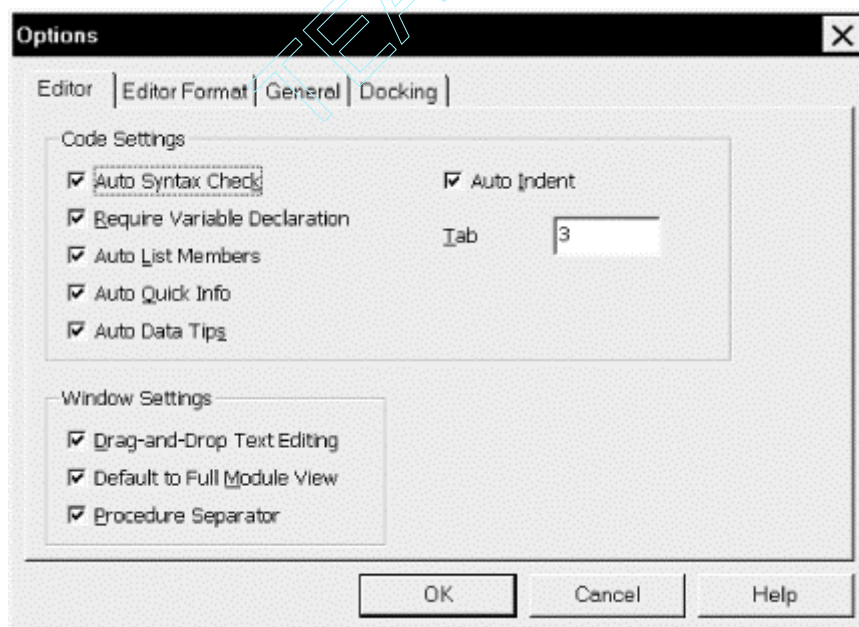 TEA
Options
Editor Editor Format General Docking
Code Settings
Auto Syntax Check Auto Indent
Require Variable Declaration Tab 3
Auto List Members
Auto Quick Info
Auto Data Tips
Window Settings
Drag-and-Drop Text Editing
Default to Full Module View
Procedure Separator
OK Cancel Help